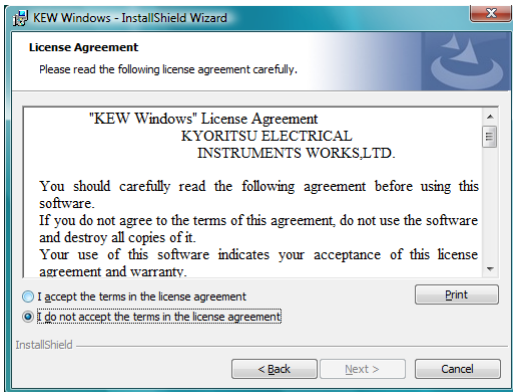 KEW Windows - InstallShield Wizard
License Agreement
Please read the following license agreement carefully.
"KEW Windows" License Agreement
KYORITSU ELECTRICAL
INSTRUMENTS WORKS,LTD.
You should carefully read the following agreement before using this
software.
If you do not agree to the terms of this agreement, do not use the software
and destroy all copies of it.
Your use of this software indicates your acceptance of this license
agreement and warranty.
I accept the terms in the license agreement
Print
I do not accept the terms in the license agreement
InstallShield
< Back
Next >
Cancel